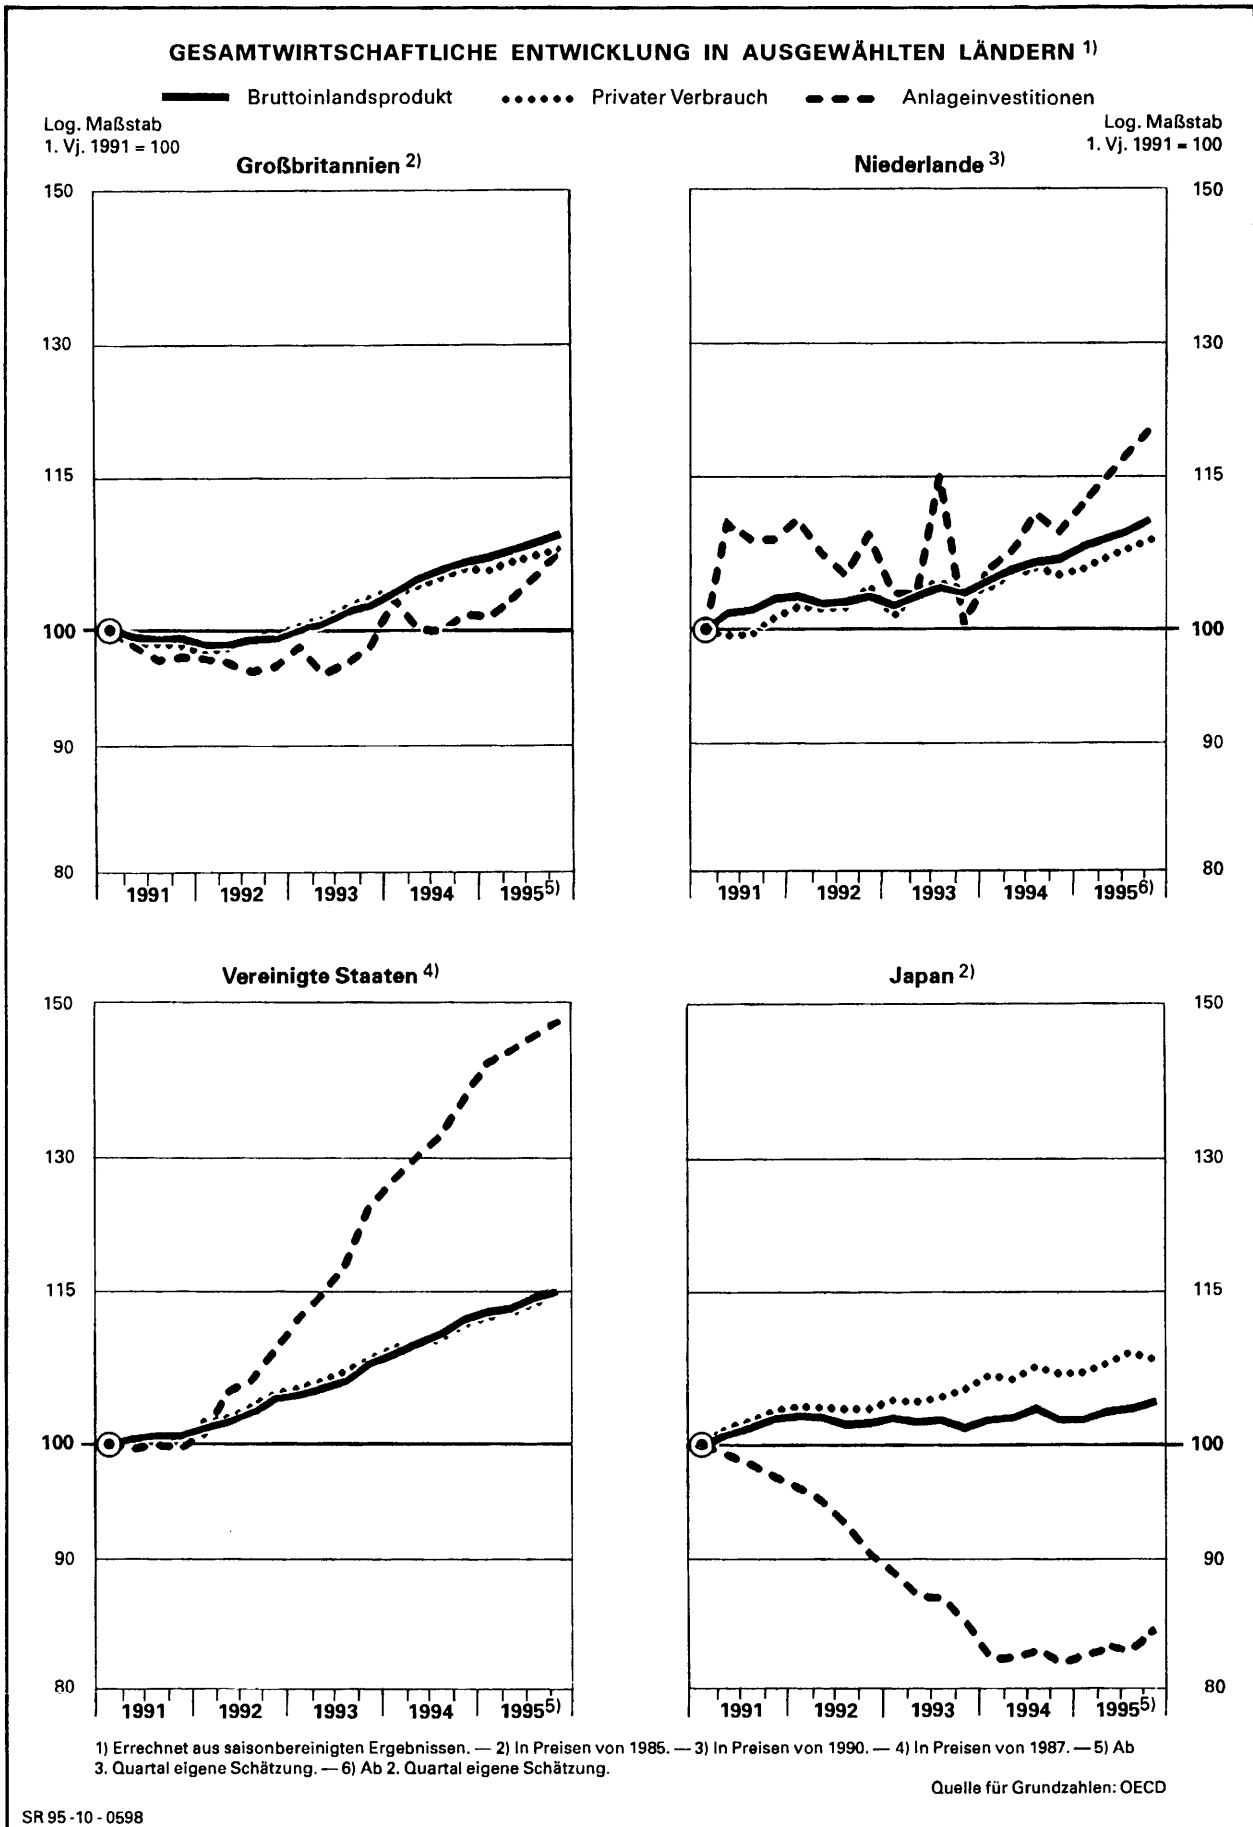 GESAMTWIRTSCHAFTLICHE ENTWICKLUNG IN AUSGEWÄHLTEN LÄNDERN 1)
Bruttoinlandsprodukt Privater Verbrauch Anlageinvestitionen
Log. Maßstab
1. Vj. 1991 = 100
Log. Maßstab
1. Vj. 1991 = 100
Großbritannien 2)
150
130
115
100
90
80
1991 1992 1993 1994 1995 5)
Niederlande 3)
150
130
115
100
90
80
1991 1992 1993 1994 1995 6)
Vereinigte Staaten 4)
150
130
115
100
90
80
1991 1992 1993 1994 1995 5)
Japan 2)
150
130
115
100
90
80
1991 1992 1993 1994 1995 5)
1) Errechnet aus saisonbereinigten Ergebnissen. — 2) In Preisen von 1985. — 3) In Preisen von 1990. — 4) In Preisen von 1987. — 5) Ab
3. Quartal eigene Schätzung. — 6) Ab 2. Quartal eigene Schätzung.
Quelle für Grundzahlen: OECD
SR 95 - 10 - 0598